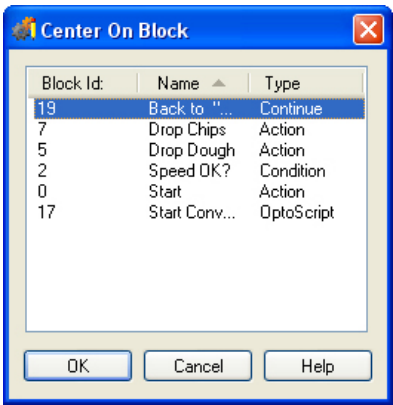 Center On Block
Block Id: Name Type
19 Back to "... Continue
7 Drop Chips Action
5 Drop Dough Action
2 Speed OK? Condition
0 Start Action
17 Start Conv... OptoScript
OK Cancel Help